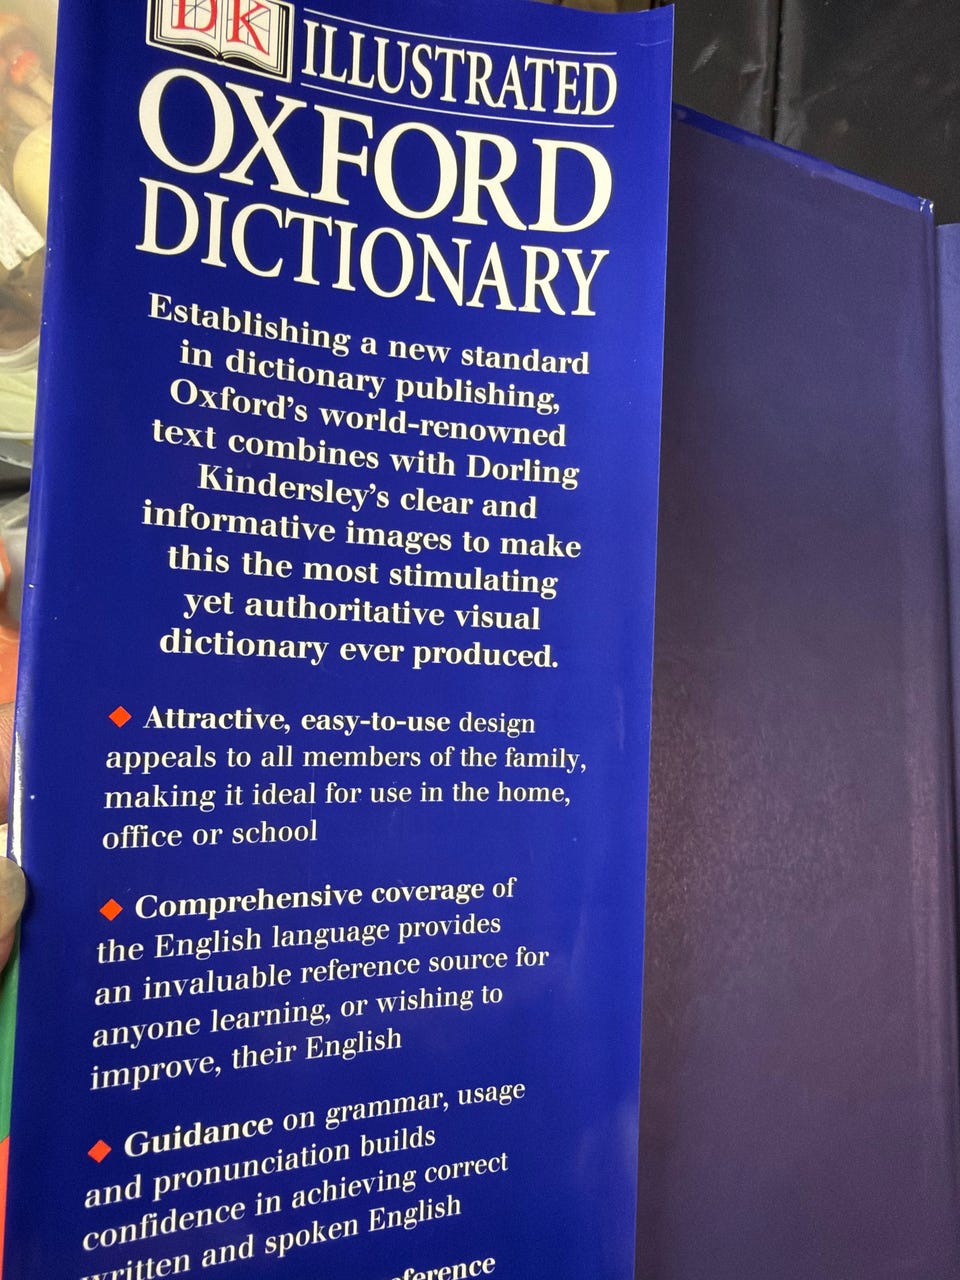 DK
ILLUSTRATED
OXFORD
DICTIONARY
Establishing a new standard
in dictionary publishing,
Oxford's world-renowned
text combines with Dorling
Kindersley's clear and
informative images to make
this the most stimulating
yet authoritative visual
dictionary ever produced.
Attractive, easy-to-use design
appeals to all members of the family,
making it ideal for use in the home,
office or school
Comprehensive coverage of
the English language provides
an invaluable reference source for
anyone learning, or wishing to
improve, their English
Guidance on grammar, usage
and pronunciation builds
confidence in achieving correct
written and spoken English